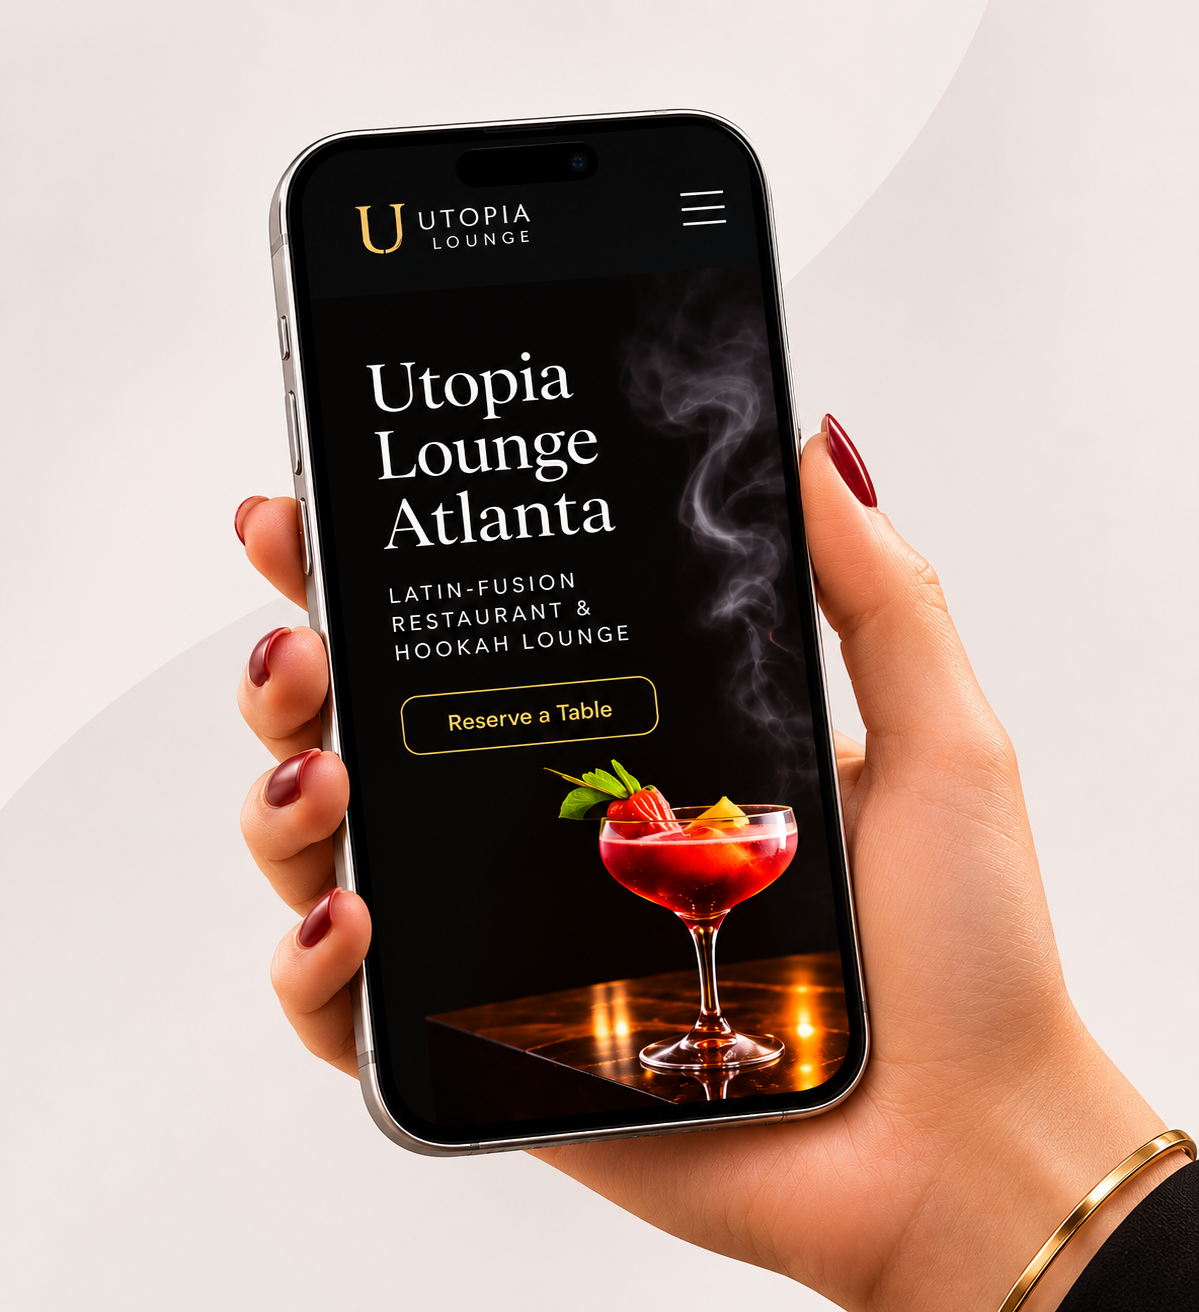 U UTOPIA
LOUNGE
Utopia
Lounge
Atlanta
LATIN-FUSION
RESTAURANT &
HOOKAH LOUNGE
Reserve a Table